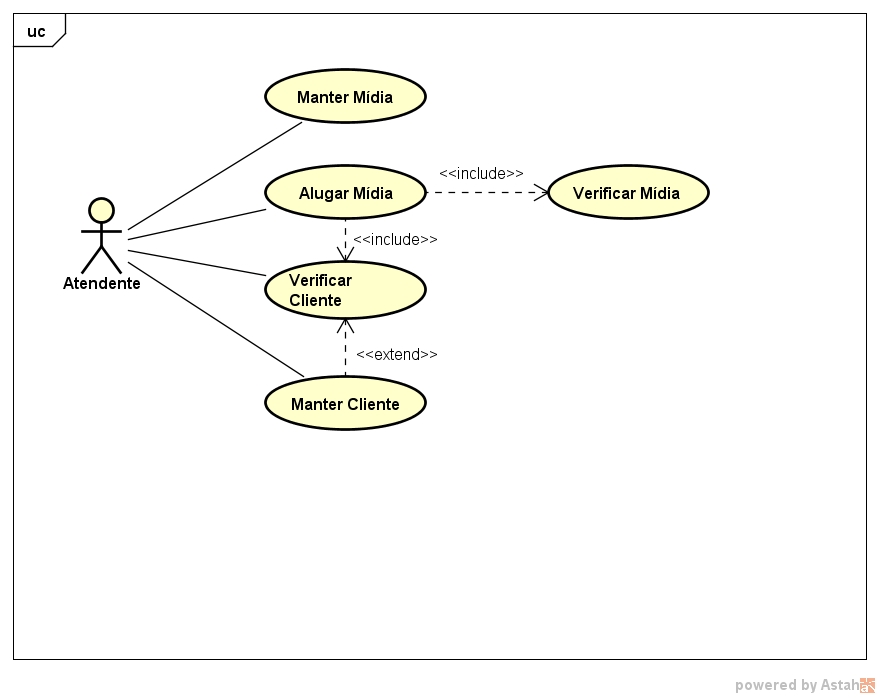 uc
Manter Mídia
Alugar Mídia
<<include>>
Verificar Mídia
<<include>>
Atendente
Verificar
Cliente
<<extend>>
Manter Cliente
powered by Astah